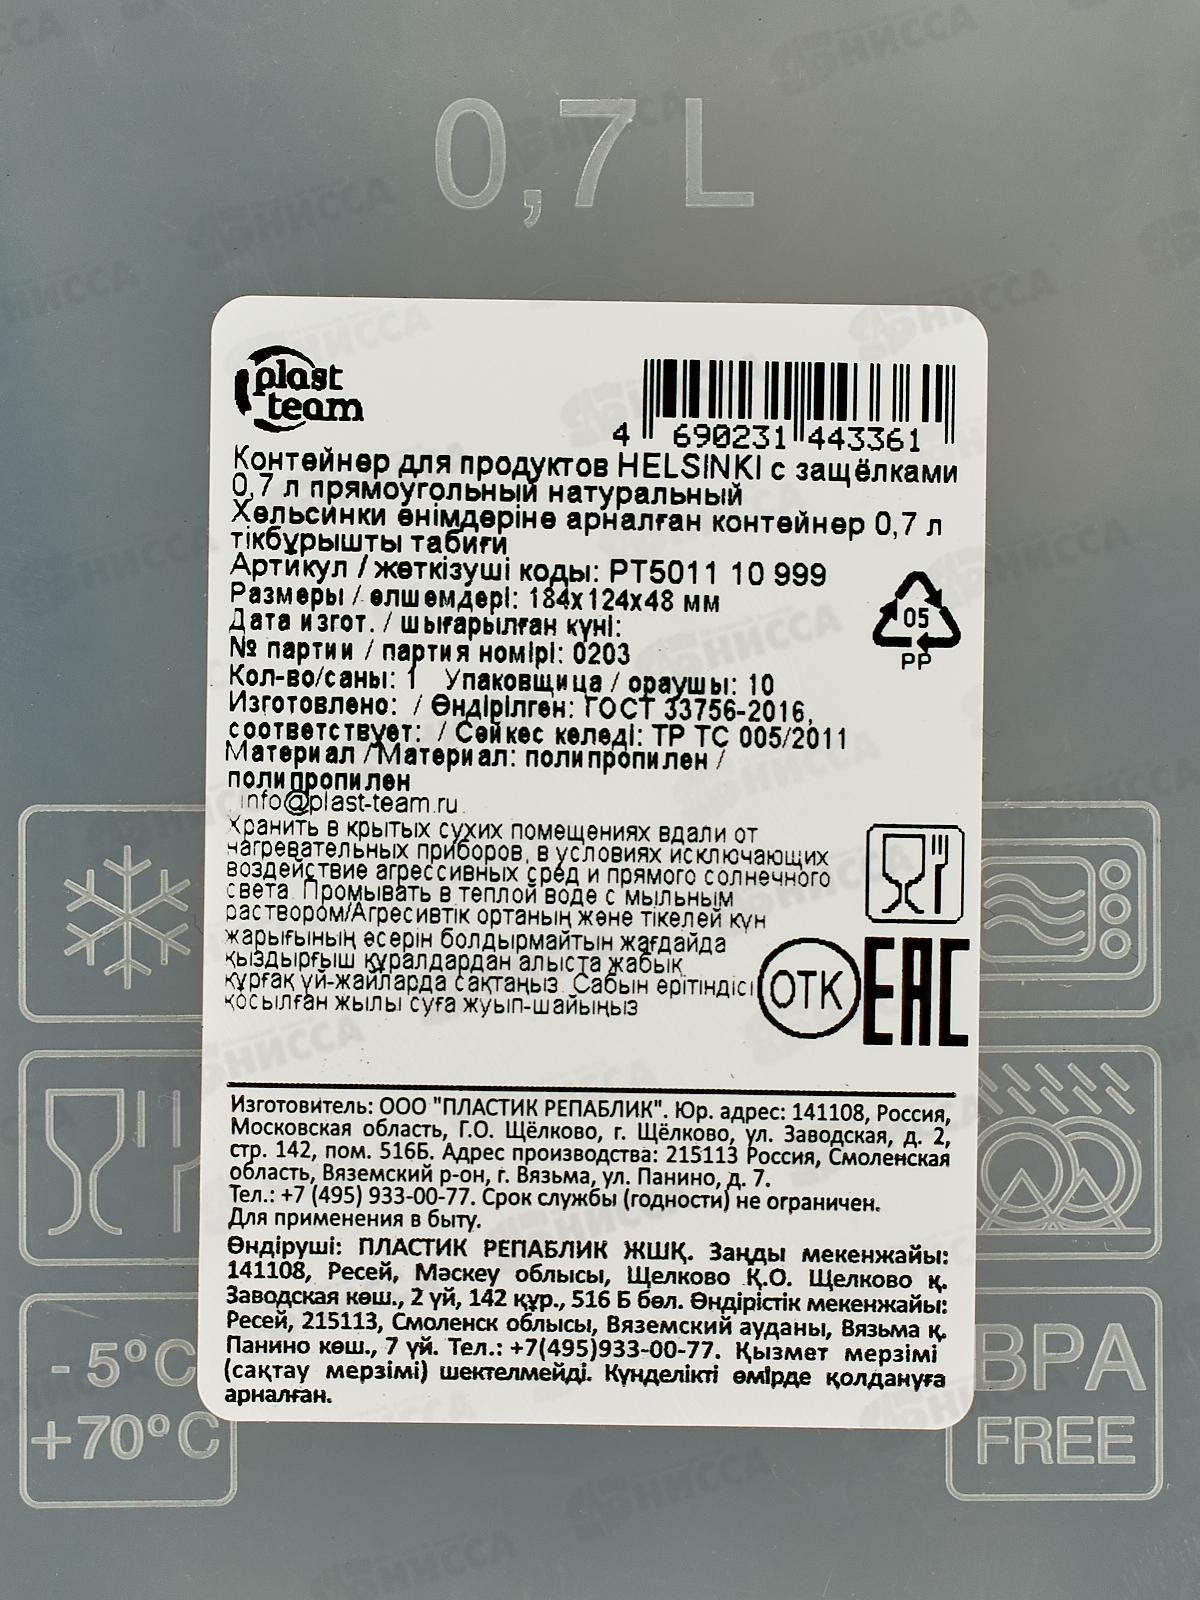 0,7 L
plast team
4 690231 443361
Контейнер для продуктов HELSINKI с защёлками
0,7 л прямоугольный натуральный
Хельсинки өнімдеріне арналған контейнер 0,7 л
тікбұрышты табиғи
Артикул / жеткізуші коды: PT5011 10 999
Размеры / өлшемдері: 184x124x48 мм
Дата изгот. / шығарылған күні:
№ партии / партия номірі: 0203
Кол-во/саны: 1 Упаковщица / ораушы: 10
Изготовлено: / Өндірілген: ГОСТ 33756-2016,
соответствует: / Сәйкес келеді: ТР ТС 005/2011
Материал /Материал: полипропилен /
полипропилен
info@plast-team.ru
05
PP
Хранить в крытых сухих помещениях вдали от
нагревательных приборов, в условиях исключающих
воздействие агрессивных сред и прямого солнечного
света. Промывать в теплой воде с мыльным
раствором/Агресивтік ортаның және тікелей күн
жарығының әсерін болдырмайтын жағдайда
қыздырғыш құралдардан алыста жабық
құрғақ үй-жайларда сақтаңыз. Сабын ерітіндісі
қосылған жылы суға жуып-шайыңыз
ОТК
EAC
Изготовитель: ООО "ПЛАСТИК РЕПАБЛИК". Юр. адрес: 141108, Россия,
Московская область, Г.О. Щёлково, г. Щёлково, ул. Заводская, д. 2,
стр. 142, пом. 516Б. Адрес производства: 215113 Россия, Смоленская
область, Вяземский р-он, г. Вязьма, ул. Панино, д. 7.
Тел.: +7 (495) 933-00-77. Срок службы (годности) не ограничен.
Для применения в быту.
Өндіруші: ПЛАСТИК РЕПАБЛИК ЖШҚ. Заңды мекенжайы:
141108, Ресей, Мәскеу облысы, Щелково Қ.О. Щелково қ.
Заводская көш., 2 үй, 142 құр., 516 Б бөл. Өндірістік мекенжайы:
Ресей, 215113, Смоленск облысы, Вяземский ауданы, Вязьма қ.
Панино көш., 7 үй. Тел.: +7(495)933-00-77. Қызмет мерзімі
(сақтау мерзімі) шектелмейді. Күнделікті өмірде қолдануға
арналған.
- 5°C
+70°C
BPA
FREE